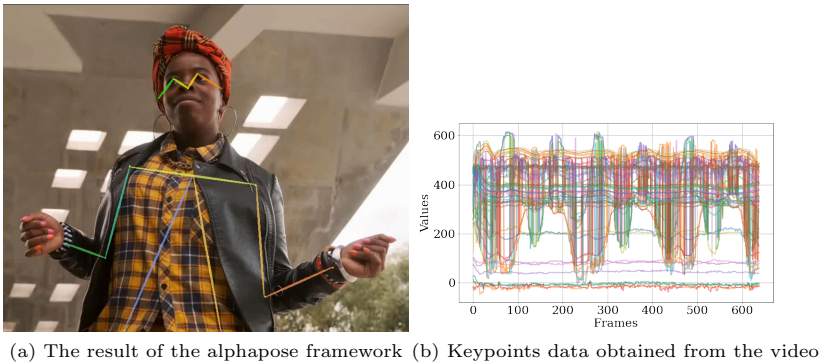 600
400
200
0
Values
0 100 200 300 400 500 600
Frames
(a) The result of the alphapose framework (b) Keypoints data obtained from the video